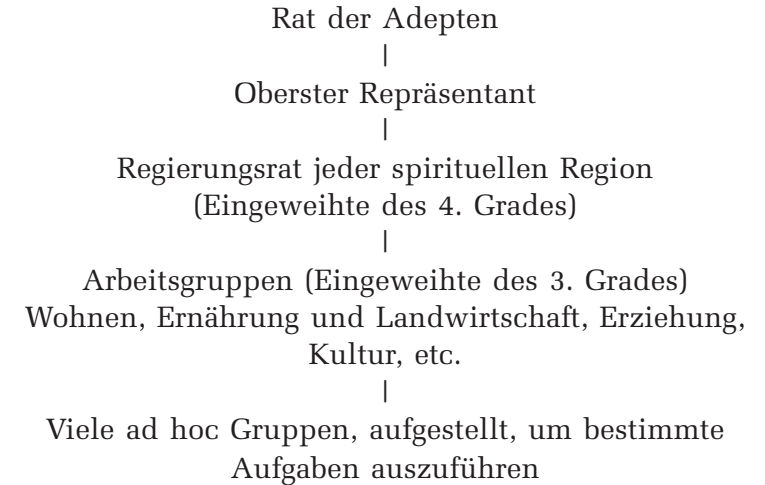 Rat der Adepten
|
Oberster Repräsentant
|
Regierungsrat jeder spirituellen Region
(Eingeweihte des 4. Grades)
|
Arbeitsgruppen (Eingeweihte des 3. Grades)
Wohnen, Ernährung und Landwirtschaft, Erziehung,
Kultur, etc.
|
Viele ad hoc Gruppen, aufgestellt, um bestimmte
Aufgaben auszuführen